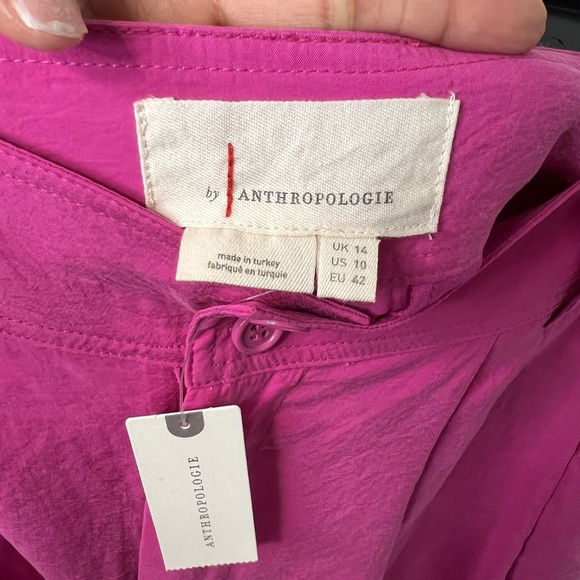 by ANTHROPOLOGIE
made in turkey
fabriqué en turquie
UK 14
US 10
EU 42
ANTHROPOLOGIE